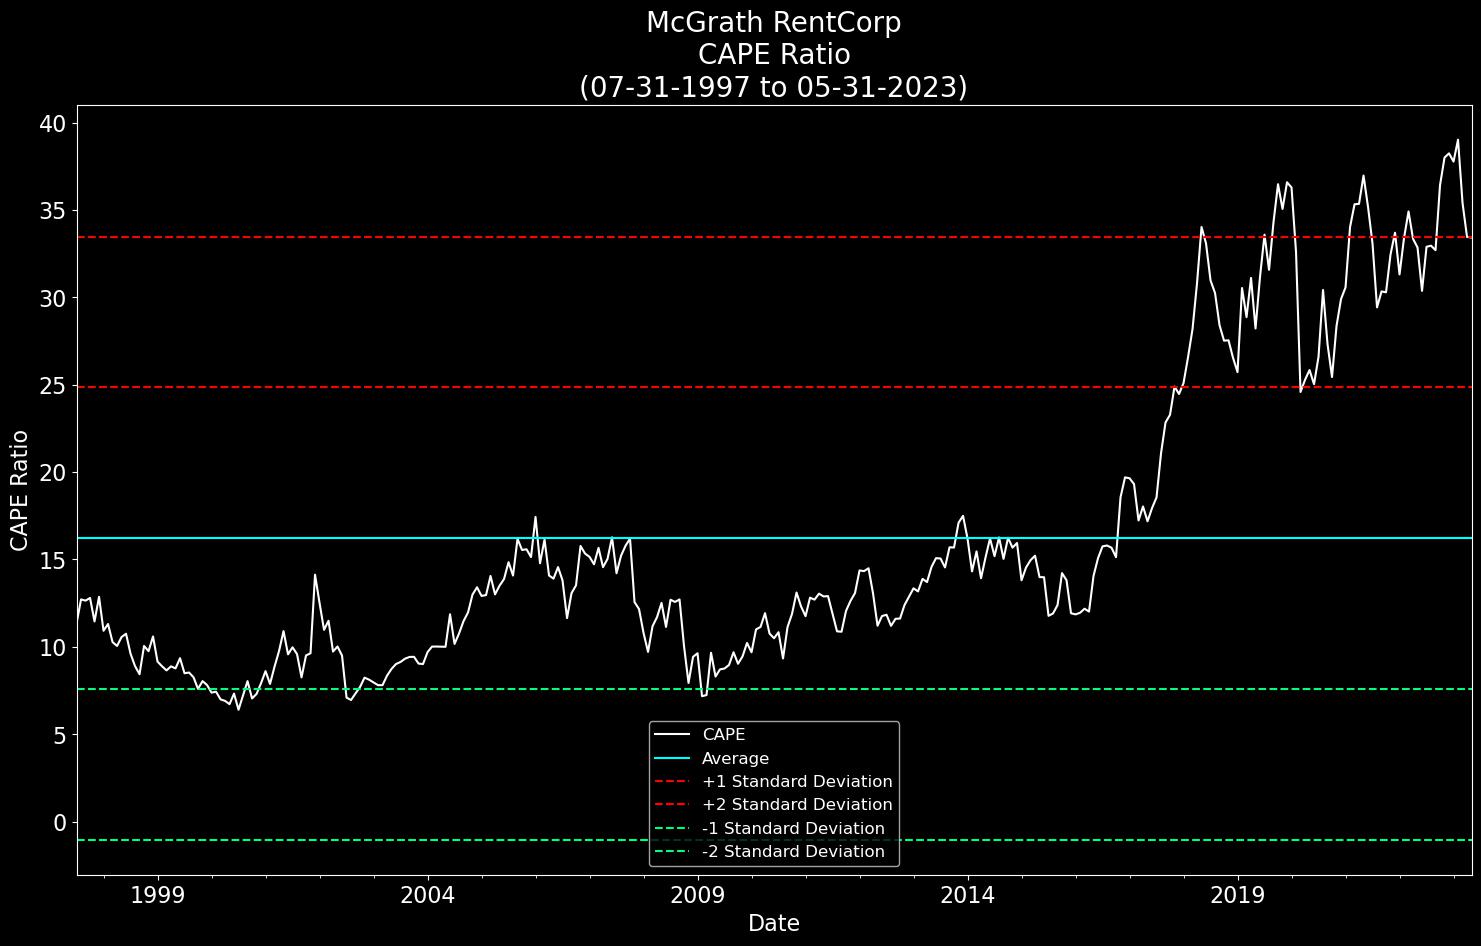 McGrath RentCorp
CAPE Ratio
(07-31-1997 to 05-31-2023)
40
35
30
25
20
15
10
5
0
CAPE Ratio
CAPE
Average
+1 Standard Deviation
+2 Standard Deviation
-1 Standard Deviation
-2 Standard Deviation
1999 2004 2009 2014 2019
Date